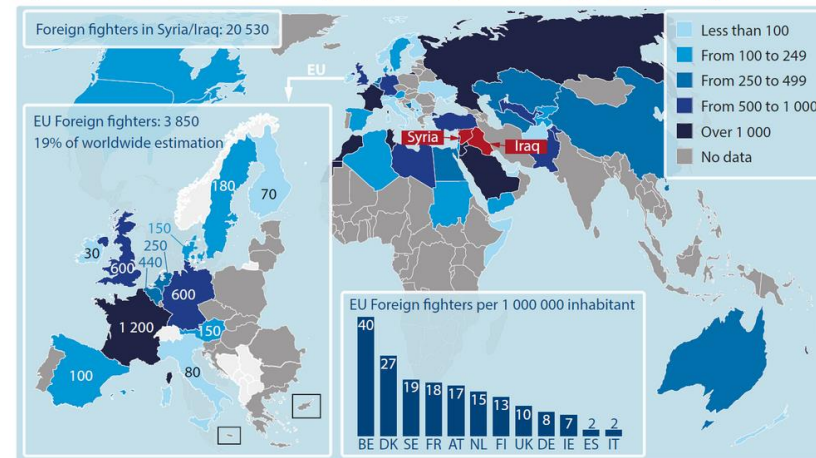 Foreign fighters in Syria/Iraq: 20 530
Less than 100
From 100 to 249
From 250 to 499
From 500 to 1 000
Over 1 000
No data
EU
Syria
Iraq
EU Foreign fighters: 3 850
19% of worldwide estimation
180
70
150
250
440
30
600
600
1 200
150
100
80
EU Foreign fighters per 1 000 000 inhabitant
40
27
19
18
17
15
13
10
8
7
2
2
BE DK SE FR AT NL FI UK DE IE ES IT